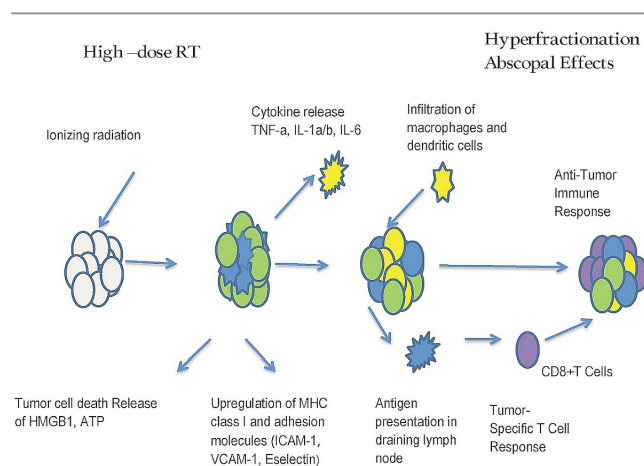 High –dose RT
Hyperfractionation
Abscopal Effects
Cytokine release
TNF-a, IL-1a/b, IL-6
Infiltration of
macrophages and
dendritic cells
Ionizing radiation
Anti-Tumor
Immune
Response
CD8+T Cells
Tumor cell death Release
of HMGB1, ATP
Upregulation of MHC
class I and adhesion
molecules (ICAM-1,
VCAM-1, Eselectin)
Antigen
presentation in
draining lymph
node
Tumor-
Specific T Cell
Response